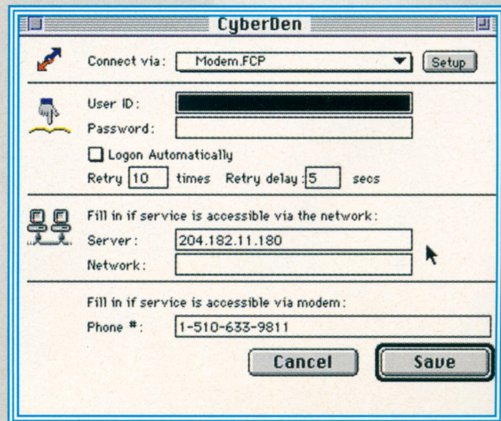 CyberDen
Connect via: Modem.FCP Setup
User ID:
Password:
Logon Automatically
Retry 10 times Retry delay: 5 secs
Fill in if service is accessible via the network:
Server: 204.182.11.180
Network:
Fill in if service is accessible via modem:
Phone #: 1-510-633-9811
Cancel Save